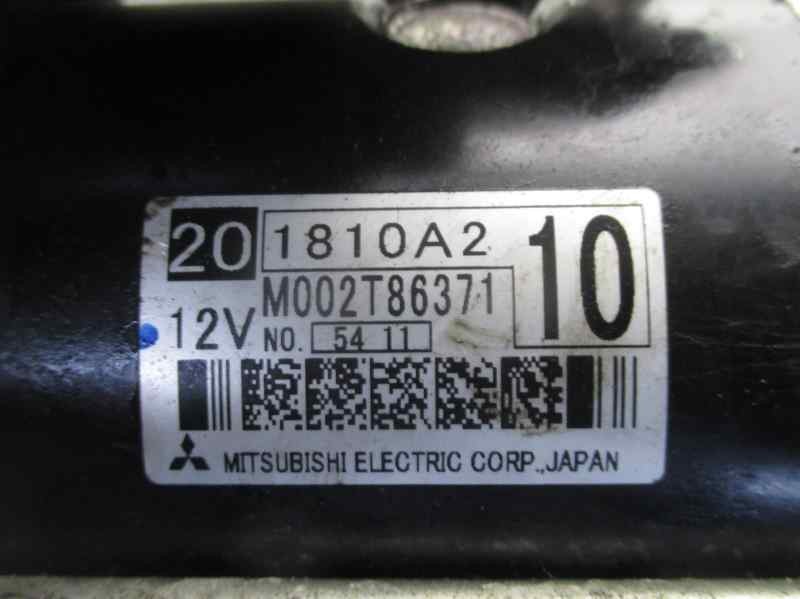 20 1810A2 10
M002T86371
12V NO. 54 11
MITSUBISHI ELECTRIC CORP.,JAPAN